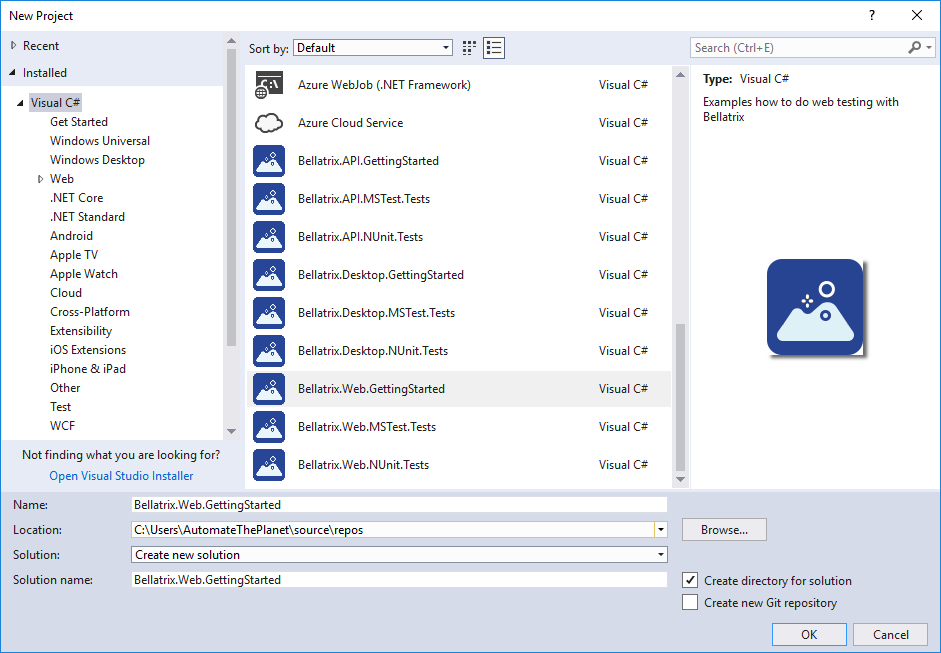 New Project
?
Recent
Installed
Visual C#
Get Started
Windows Universal
Windows Desktop
Web
.NET Core
.NET Standard
Android
Apple TV
Apple Watch
Cloud
Cross-Platform
Extensibility
iOS Extensions
iPhone & iPad
Other
Test
WCF
Not finding what you are looking for?
Open Visual Studio Installer
Sort by: Default
Azure WebJob (.NET Framework) Visual C#
Azure Cloud Service Visual C#
Bellatrix.API.GettingStarted Visual C#
Bellatrix.API.MSTest.Tests Visual C#
Bellatrix.API.NUnit.Tests Visual C#
Bellatrix.Desktop.GettingStarted Visual C#
Bellatrix.Desktop.MSTest.Tests Visual C#
Bellatrix.Desktop.NUnit.Tests Visual C#
Bellatrix.Web.GettingStarted Visual C#
Bellatrix.Web.MSTest.Tests Visual C#
Bellatrix.Web.NUnit.Tests Visual C#
Search (Ctrl+E)
Type: Visual C#
Examples how to do web testing with
Bellatrix
Name: Bellatrix.Web.GettingStarted
Location: C:\Users\AutomateThePlanet\source\repos
Browse...
Solution: Create new solution
Solution name: Bellatrix.Web.GettingStarted
Create directory for solution
Create new Git repository
OK
Cancel